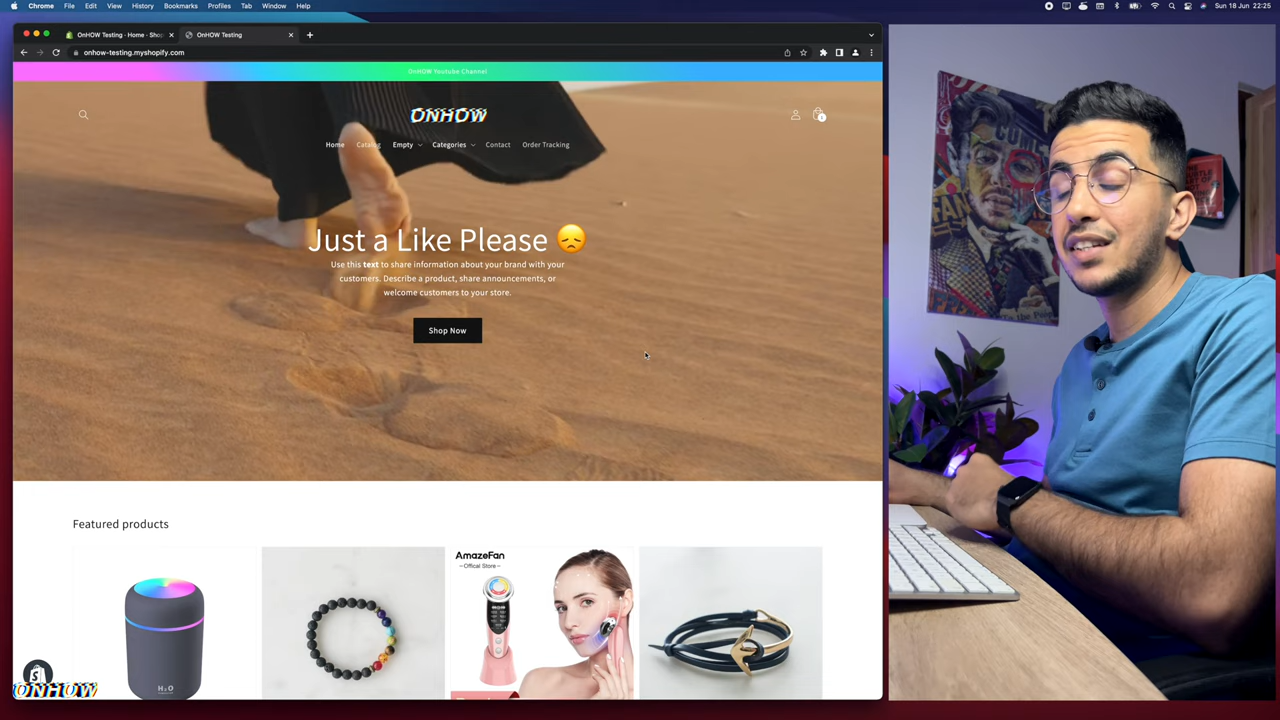 Chrome File Edit View History Bookmarks Profiles Tab Window Help
Sun 18 Jun 22:25
OnHOW Testing - Home - Shop
OnHOW Testing
onhow-testing.myshopify.com
OnHOW Youtube Channel
ONHOW
1
Home Catalog Empty Categories Contact Order Tracking
Just a Like Please 😞
Use this text to share information about your brand with your
customers. Describe a product, share announcements, or
welcome customers to your store.
Shop Now
Featured products
AmazeFan
Offical Store
H₂O
ONHOW